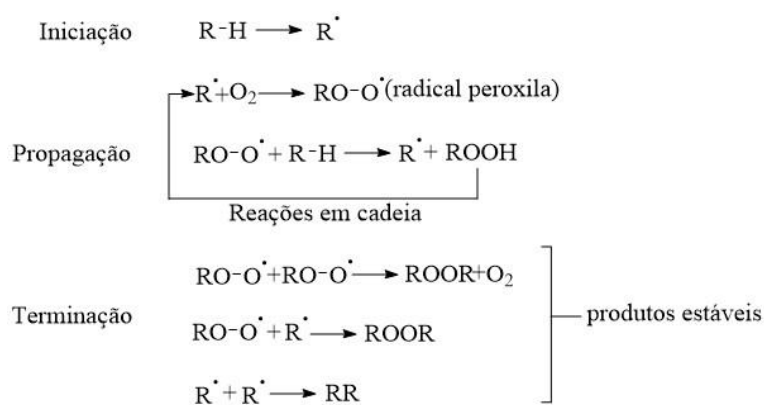 Iniciação R-H ⟶ R•
R•+O₂ ⟶ RO-O•(radical peroxila)
Propagação RO-O• + R-H ⟶ R• + ROOH
Reações em cadeia
RO-O•+RO-O• ⟶ ROOR+O₂
Terminação RO-O• + R• ⟶ ROOR produtos estáveis
R• + R• ⟶ RR